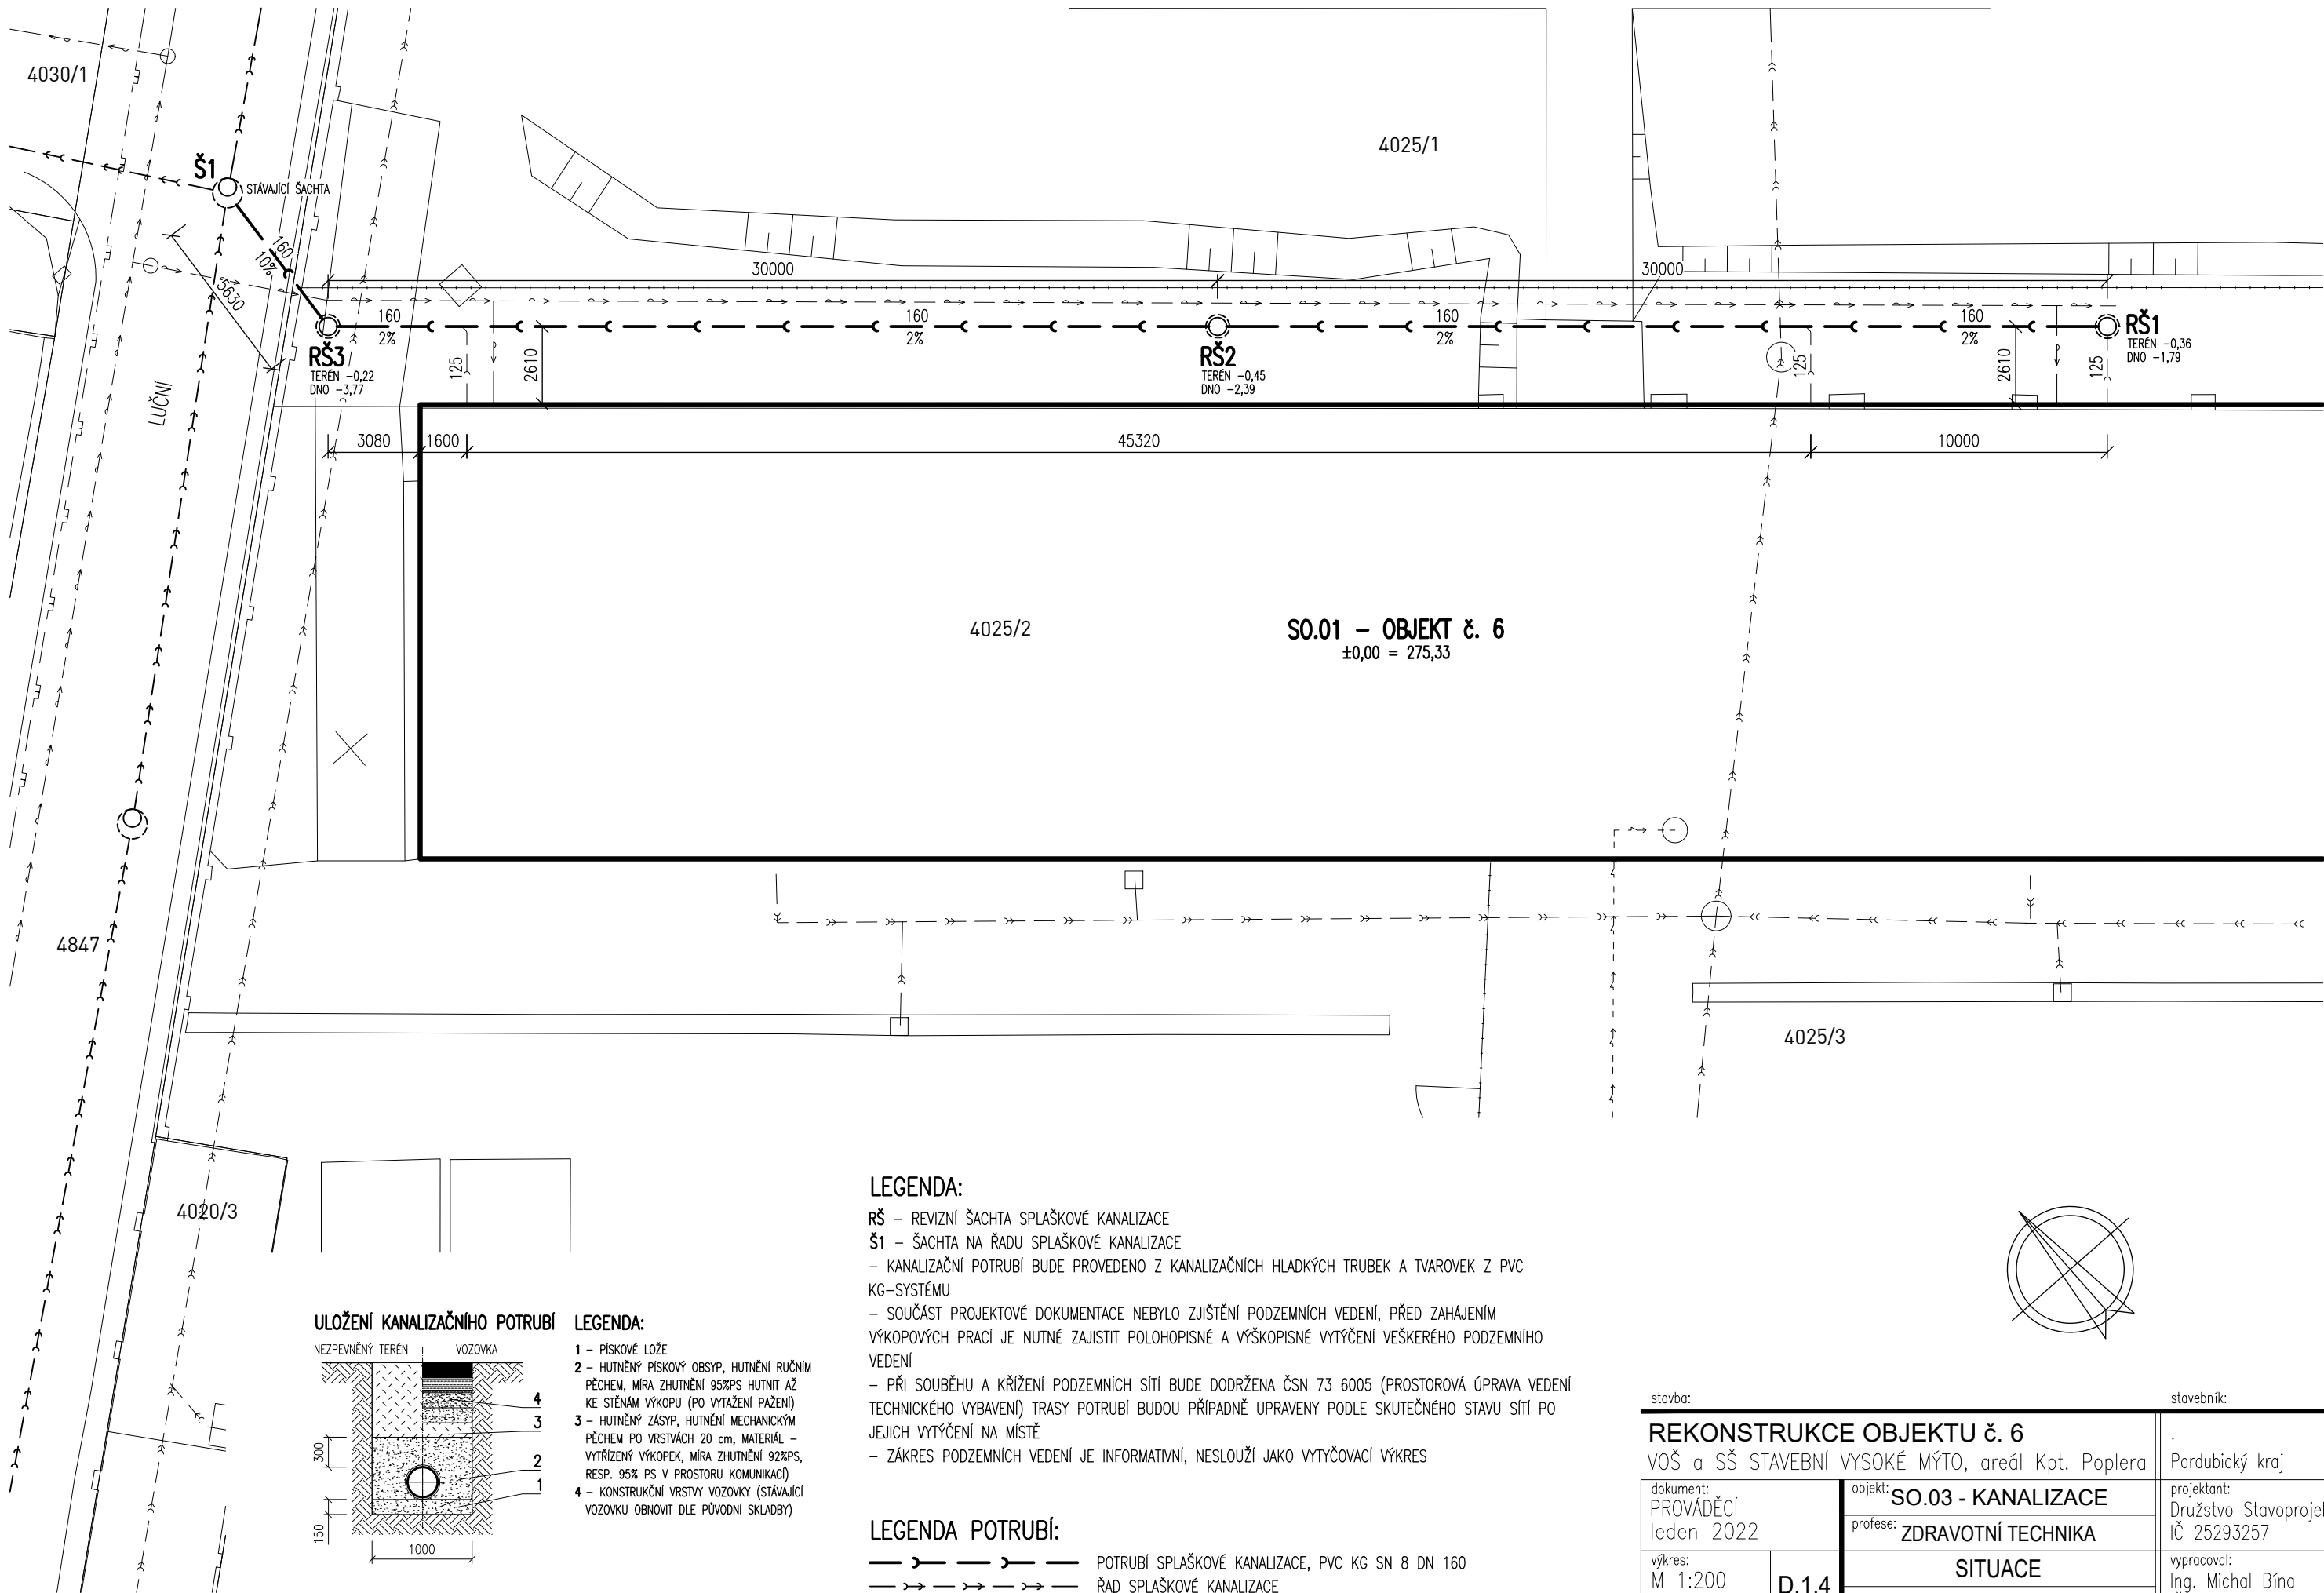 4030/1
Š1
STÁVAJÍCÍ ŠACHTA
4025/1
160
10%
5630
30000
30000
160
2%
160
2%
160
2%
160
2%
RŠ3
TERÉN -0,22
DNO -3,77
125
2610
RŠ2
TERÉN -0,45
DNO -2,39
125
2610
125
RŠ1
TERÉN -0,36
DNO -1,79
LUČNÍ
3080
1600
45320
10000
4025/2
SO.01 - OBJEKT č. 6
±0,00 = 275,33
4847
4025/3
4020/3
ULOŽENÍ KANALIZAČNÍHO POTRUBÍ
NEZPEVNĚNÝ TERÉN
VOZOVKA
4
3
2
1
300
150
1000
LEGENDA:
1 - PÍSKOVÉ LOŽE
2 - HUTNĚNÝ PÍSKOVÝ OBSYP, HUTNĚNÍ RUČNÍM
PĚCHEM, MÍRA ZHUTNĚNÍ 95%PS HUTNIT AŽ
KE STĚNÁM VÝKOPU (PO VYTAŽENÍ PAŽENÍ)
3 - HUTNĚNÝ ZÁSYP, HUTNĚNÍ MECHANICKÝM
PĚCHEM PO VRSTVÁCH 20 cm, MATERIÁL -
VYTŘÍZENÝ VÝKOPEK, MÍRA ZHUTNĚNÍ 92%PS,
RESP. 95% PS V PROSTORU KOMUNIKACÍ)
4 - KONSTRUKČNÍ VRSTVY VOZOVKY (STÁVAJÍCÍ
VOZOVKU OBNOVIT DLE PŮVODNÍ SKLADBY)
LEGENDA:
RŠ - REVIZNÍ ŠACHTA SPLAŠKOVÉ KANALIZACE
Š1 - ŠACHTA NA ŘADU SPLAŠKOVÉ KANALIZACE
- KANALIZAČNÍ POTRUBÍ BUDE PROVEDENO Z KANALIZAČNÍCH HLADKÝCH TRUBEK A TVAROVEK Z PVC
KG-SYSTÉMU
- SOUČÁST PROJEKTOVÉ DOKUMENTACE NEBYLO ZJIŠTĚNÍ PODZEMNÍCH VEDENÍ, PŘED ZAHÁJENÍM
VÝKOPOVÝCH PRACÍ JE NUTNÉ ZAJISTIT POLOHOPISNÉ A VÝŠKOPISNÉ VYTÝČENÍ VEŠKERÉHO PODZEMNÍHO
VEDENÍ
- PŘI SOUBĚHU A KŘÍŽENÍ PODZEMNÍCH SÍTÍ BUDE DODRŽENA ČSN 73 6005 (PROSTOROVÁ ÚPRAVA VEDENÍ
TECHNICKÉHO VYBAVENÍ) TRASY POTRUBÍ BUDOU PŘÍPADNĚ UPRAVENY PODLE SKUTEČNÉHO STAVU SÍTÍ PO
JEJICH VYTÝČENÍ NA MÍSTĚ
- ZÁKRES PODZEMNÍCH VEDENÍ JE INFORMATIVNÍ, NESLOUŽÍ JAKO VYTYČOVACÍ VÝKRES
LEGENDA POTRUBÍ:
POTRUBÍ SPLAŠKOVÉ KANALIZACE, PVC KG SN 8 DN 160
ŘAD SPLAŠKOVÉ KANALIZACE
stavba:
stavebník:
REKONSTRUKCE OBJEKTU č. 6
VOŠ a SŠ STAVEBNÍ VYSOKÉ MÝTO, areál Kpt. Poplera
Pardubický kraj
dokument:
PROVÁDĚCÍ
leden 2022
objekt: SO.03 - KANALIZACE
profese: ZDRAVOTNÍ TECHNIKA
projektant:
Družstvo Stavoprojek
IČ 25293257
výkres:
M 1:200
D.1.4
SITUACE
vypracoval:
Ing. Michal Bína